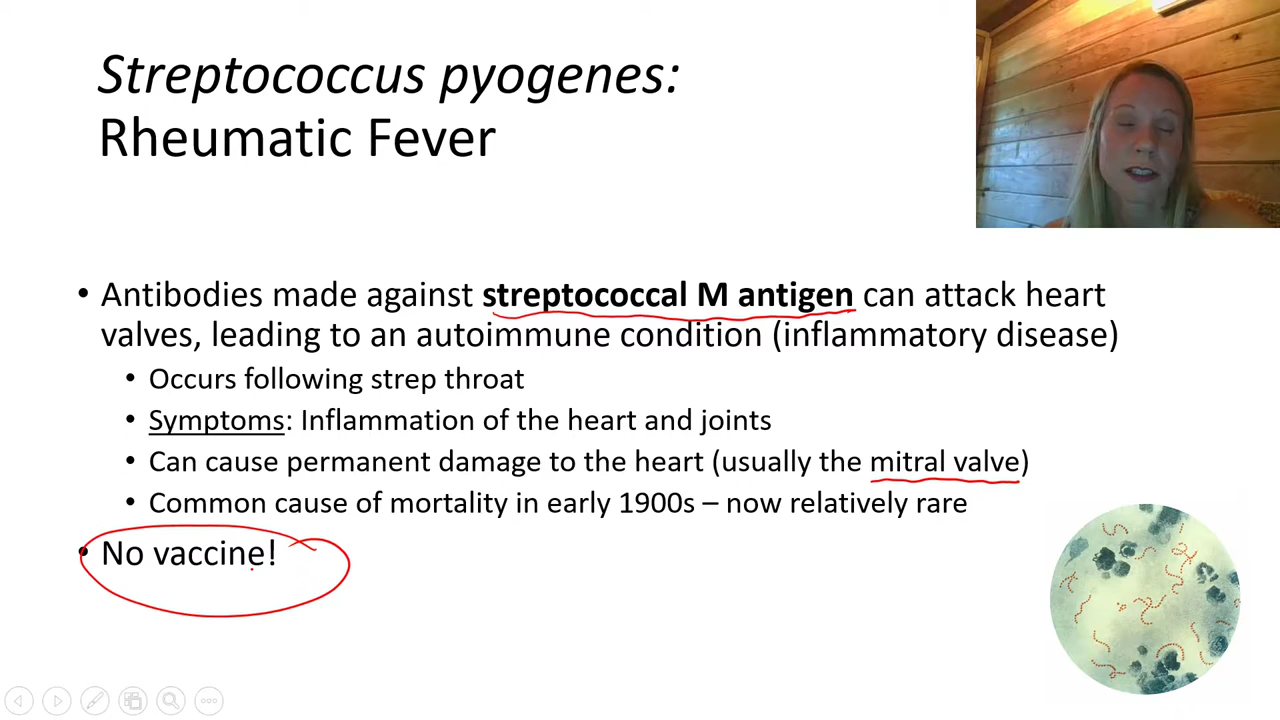 Streptococcus pyogenes:
Rheumatic Fever
• Antibodies made against streptococcal M antigen can attack heart
valves, leading to an autoimmune condition (inflammatory disease)
• Occurs following strep throat
• Symptoms: Inflammation of the heart and joints
• Can cause permanent damage to the heart (usually the mitral valve)
• Common cause of mortality in early 1900s – now relatively rare
• No vaccine!